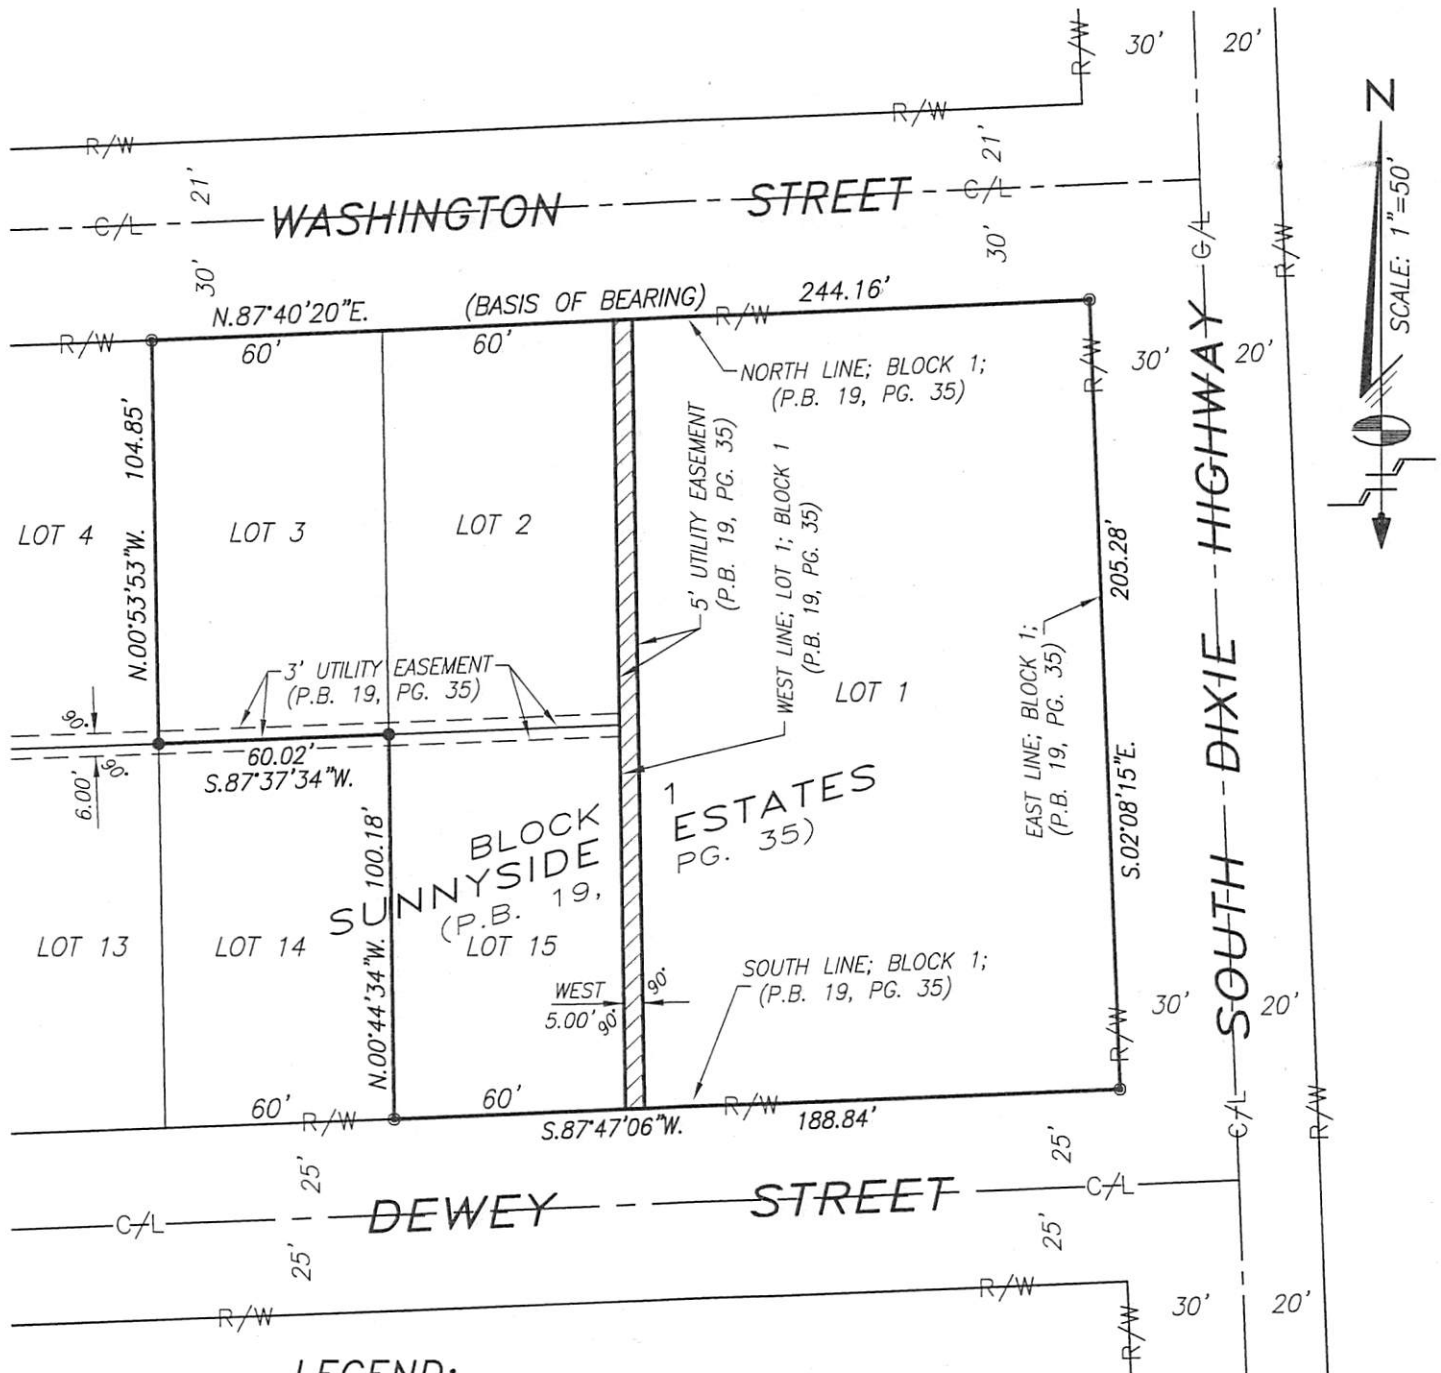 30' 20'
R/W
R/W R/W
21' 21'
WASHINGTON STREET
C/L C/L
30' 30'
N
SCALE: 1"=50'
C/L
R/W
N.87°40'20"E. (BASIS OF BEARING) 244.16'
R/W 60' 60' R/W
NORTH LINE; BLOCK 1;
(P.B. 19, PG. 35)
R/W 30' 20'
N.00°53'53"W. 104.85'
LOT 4 LOT 3 LOT 2
5' UTILITY EASEMENT
(P.B. 19, PG. 35)
WEST LINE; LOT 1; BLOCK 1
(P.B. 19, PG. 35)
205.28'
3' UTILITY EASEMENT
(P.B. 19, PG. 35)
LOT 1
EAST LINE; BLOCK 1;
(P.B. 19, PG. 35)
S.02°08'15"E.
SOUTH DIXIE HIGHWAY
90°
90°
6.00'
60.02'
S.87°37'34"W.
BLOCK 1
SUNNYSIDE ESTATES
(P.B. 19, PG. 35)
N.00°44'34"W. 100.18'
LOT 13 LOT 14 LOT 15
SOUTH LINE; BLOCK 1;
(P.B. 19, PG. 35)
WEST
5.00'
90°
90°
R/W 30' 20'
60' R/W 60' R/W
S.87°47'06"W. 188.84'
C/L
R/W
25' 25'
DEWEY STREET
C/L C/L
25' 25'
R/W R/W
30' 20'
R/W
LEGEND: